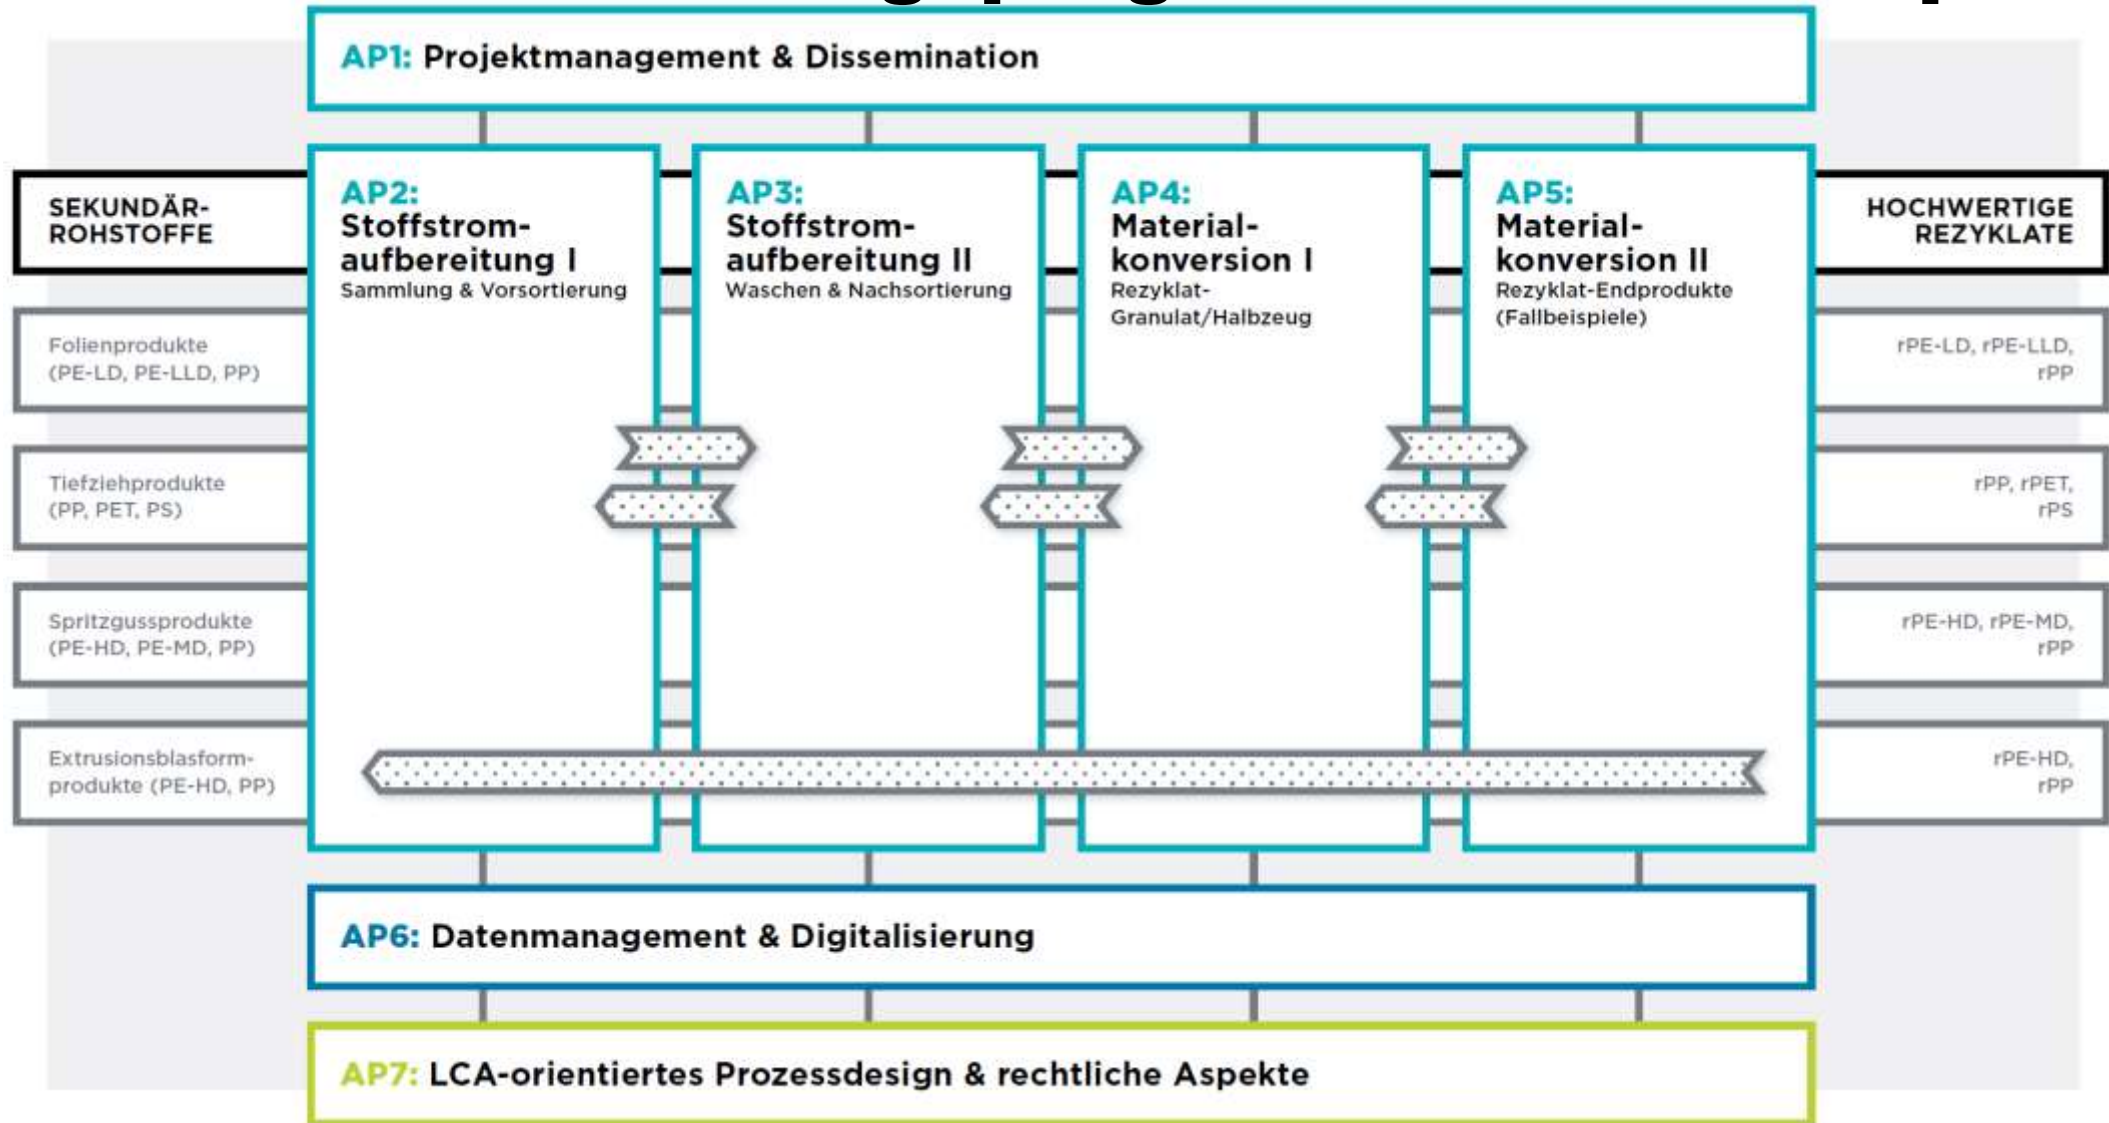 AP1: Projektmanagement & Dissemination
SEKUNDÄR-
ROHSTOFFE
AP2:
Stoffstrom-
aufbereitung I
Sammlung & Vorsortierung
AP3:
Stoffstrom-
aufbereitung II
Waschen & Nachsortierung
AP4:
Material-
konversion I
Rezyklat-
Granulat/Halbzeug
AP5:
Material-
konversion II
Rezyklat-Endprodukte
(Fallbeispiele)
HOCHWERTIGE
REZYKLATE
Folienprodukte
(PE-LD, PE-LLD, PP)
rPE-LD, rPE-LLD,
rPP
Tiefziehprodukte
(PP, PET, PS)
rPP, rPET,
rPS
Spritzgussprodukte
(PE-HD, PE-MD, PP)
rPE-HD, rPE-MD,
rPP
Extrusionsblasform-
produkte (PE-HD, PP)
rPE-HD,
rPP
AP6: Datenmanagement & Digitalisierung
AP7: LCA-orientiertes Prozessdesign & rechtliche Aspekte